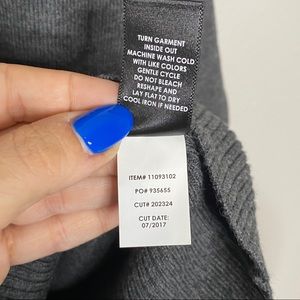 TURN GARMENT
INSIDE OUT
MACHINE WASH COLD
WITH LIKE COLORS
GENTLE CYCLE
DO NOT BLEACH
RESHAPE AND
LAY FLAT TO DRY
COOL IRON IF NEEDED
ITEM# 11093102
PO# 935655
CUT# 202324
CUT DATE:
07/2017